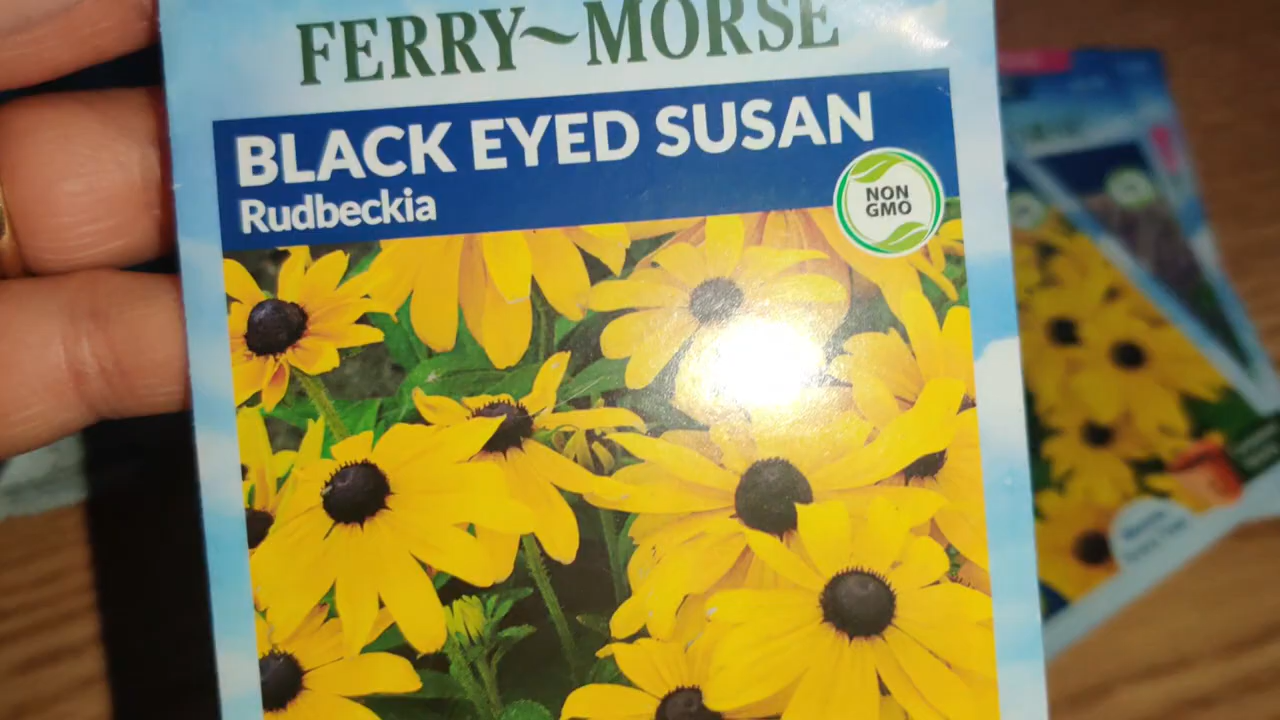 FERRY~MORSE
BLACK EYED SUSAN
Rudbeckia
NON
GMO